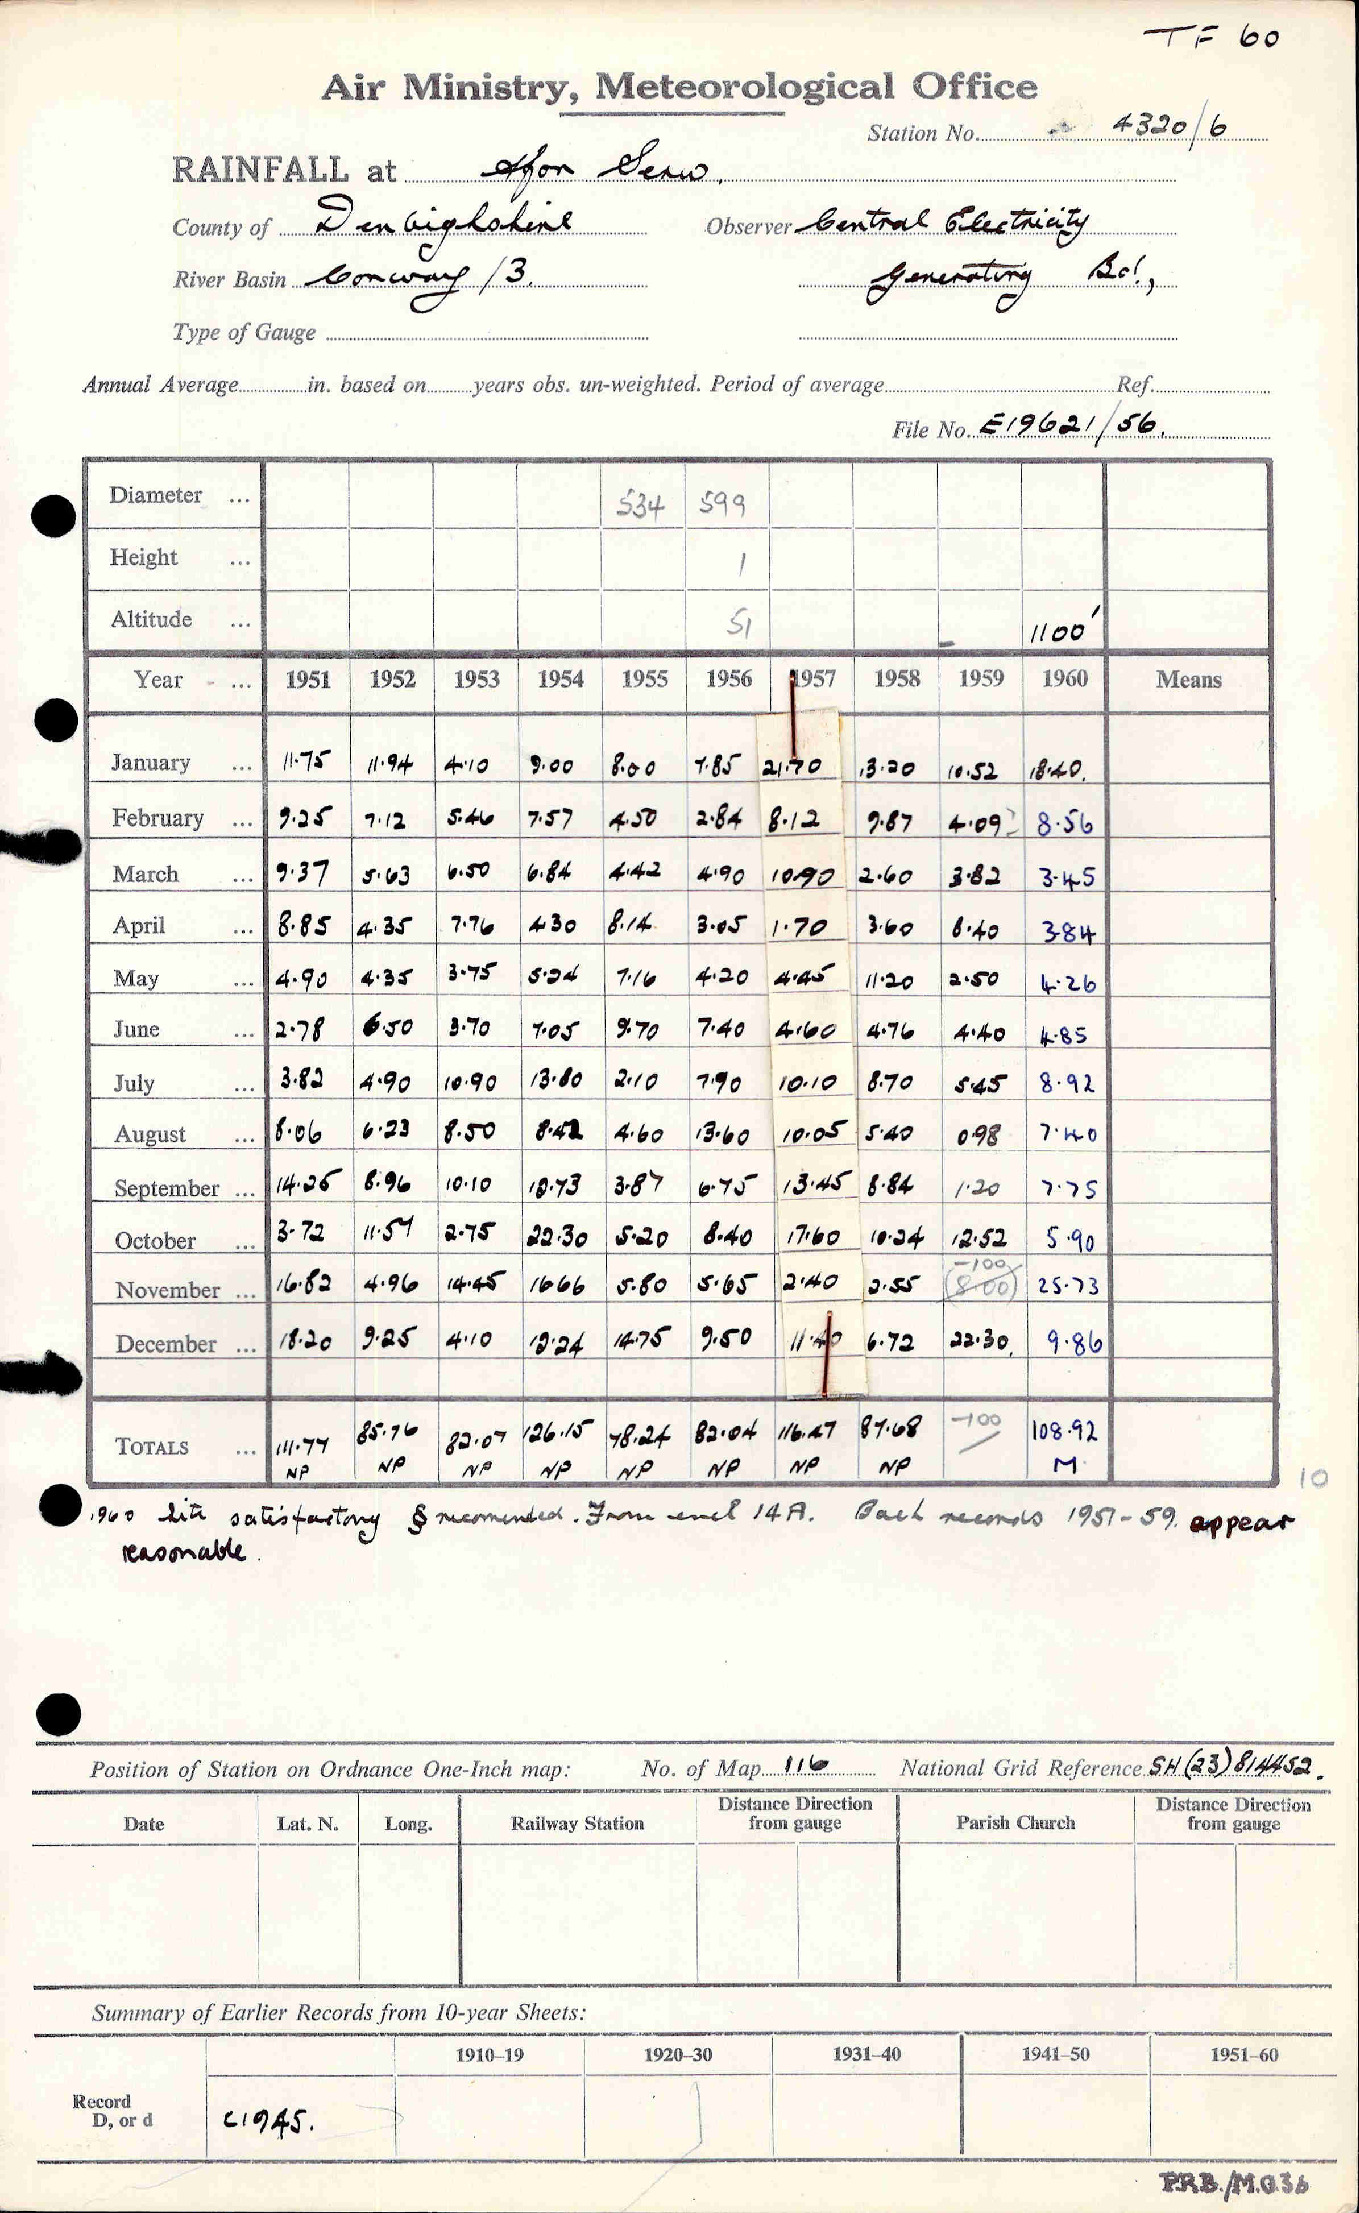 TF 60
Air Ministry, Meteorological Office
Station No. 4320/6
RAINFALL at Afon Serw.
County of Denbighshire Observer Central Electricity
River Basin Conway /3. Generating Bd.,
Type of Gauge
Annual Average in. based on years obs. un-weighted. Period of average Ref.
File No. E19621/56.
Diameter ... 534 599
Height ... 1
Altitude ... 51 1100'
Year ... 1951 1952 1953 1954 1955 1956 1957 1958 1959 1960 Means
January ... 11.75 11.94 4.10 9.00 8.00 7.85 21.70 13.20 10.52 18.40.
February ... 9.25 7.12 5.46 7.57 4.50 2.84 8.12 9.87 4.09? 8.56
March ... 9.37 5.63 6.50 6.84 4.42 4.90 10.90 2.60 3.82 3.45
April ... 8.85 4.35 7.76 4.30 8.14 3.05 1.70 3.60 8.40 3.84
May ... 4.90 4.35 3.75 5.24 7.16 4.20 4.45 11.20 2.50 4.26
June ... 2.78 6.50 3.70 7.05 9.70 7.40 4.60 4.76 4.40 4.85
July ... 3.82 4.90 10.90 13.80 2.10 7.90 10.10 8.70 5.45 8.92
August ... 8.06 6.23 8.50 8.42 4.60 13.60 10.05 5.40 0.98 7.40
September ... 14.25 8.96 10.10 12.73 3.87 6.75 13.45 8.84 1.20 7.75
October ... 3.72 11.57 2.75 22.30 5.20 8.40 17.60 10.24 12.52 5.90
-100
November ... 16.82 4.96 14.45 16.66 5.80 5.65 2.40 2.55 (8.00) 25.73
December ... 18.20 9.25 4.10 12.24 14.75 9.50 11.40 6.72 22.30. 9.86
TOTALS ... 111.77 85.76 82.07 126.15 78.24 82.04 116.47 87.68 -100 108.92
NP NP NP NP NP NP NP NP M
10
1960 Site satisfactory & recomended. From encl 14A. Back records 1951-59. appear
reasonable.
Position of Station on Ordnance One-Inch map: No. of Map 116 National Grid Reference SH(23)814452.
Date Lat. N. Long. Railway Station Distance Direction from gauge Parish Church Distance Direction from gauge
Summary of Earlier Records from 10-year Sheets:
1910–19 1920–30 1931–40 1941–50 1951–60
Record
D, or d C1945.
P.R.B./M.O.36